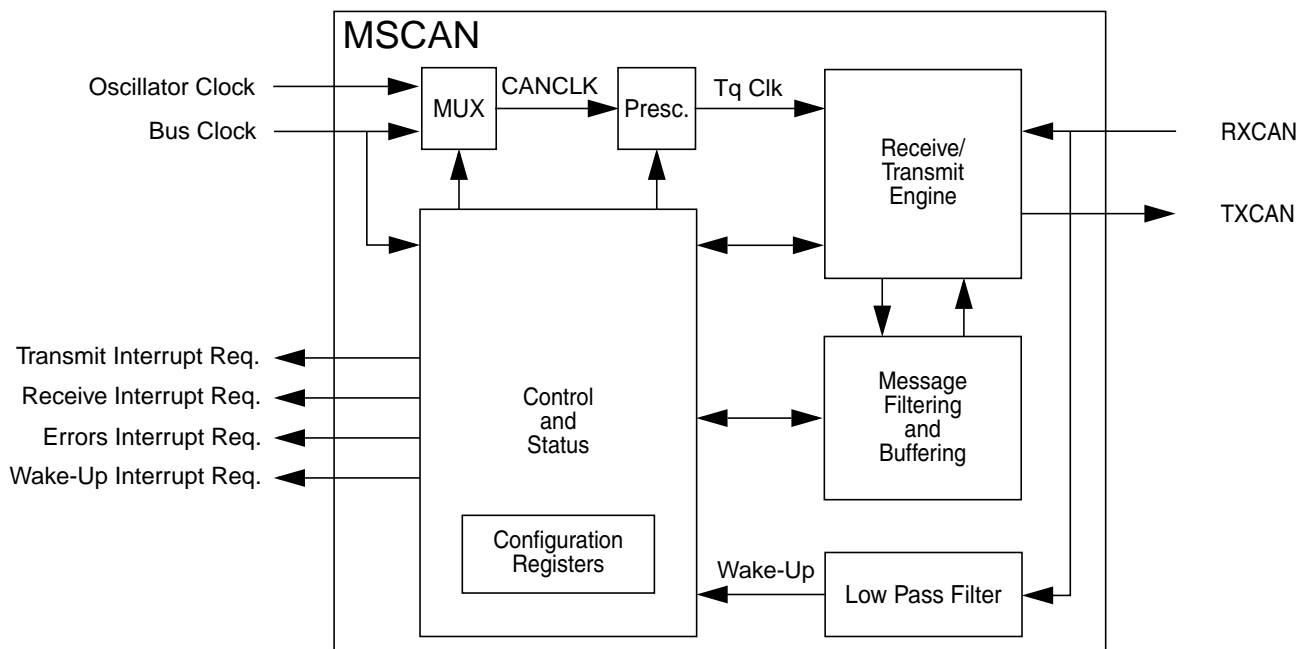 MSCAN
Oscillator Clock
Bus Clock
MUX
CANCLK
Presc.
Tq Clk
Receive/
Transmit
Engine
RXCAN
TXCAN
Transmit Interrupt Req.
Receive Interrupt Req.
Errors Interrupt Req.
Wake-Up Interrupt Req.
Control
and
Status
Message
Filtering
and
Buffering
Configuration
Registers
Wake-Up
Low Pass Filter